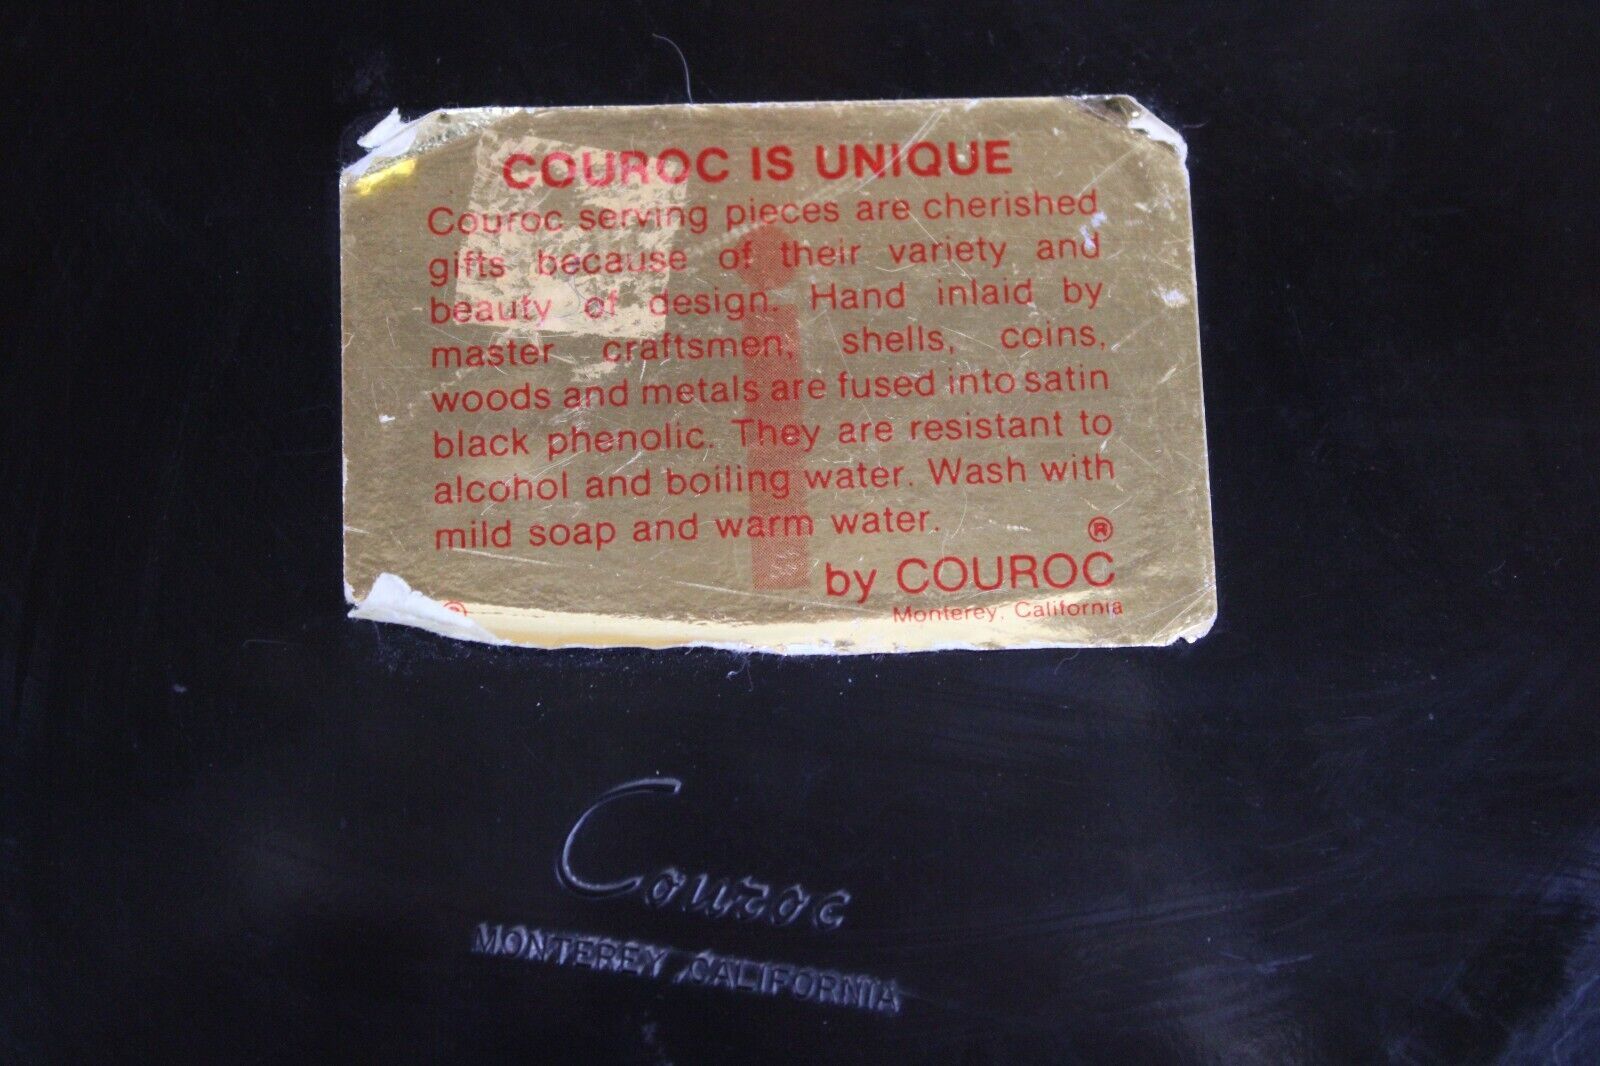 COUROC IS UNIQUE
Couroc serving pieces are cherished
gifts because of their variety and
beauty of design. Hand inlaid by
master craftsmen, shells, coins,
woods and metals are fused into satin
black phenolic. They are resistant to
alcohol and boiling water. Wash with
mild soap and warm water.
®
by COUROC
Monterey, California
Couroc
MONTEREY, CALIFORNIA